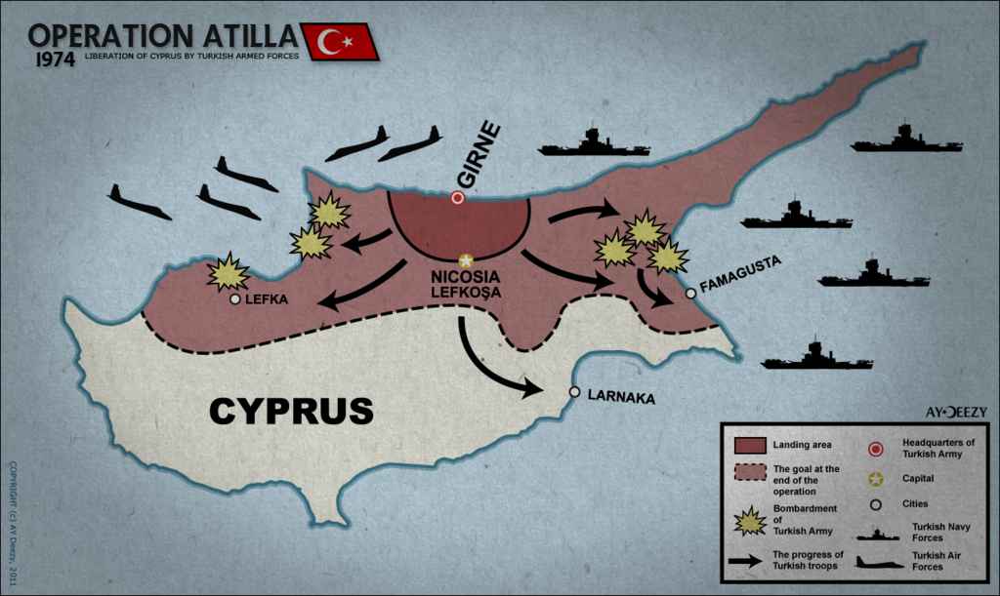 OPERATION ATILLA
1974 LIBERATION OF CYPRUS BY TURKISH ARMED FORCES
GIRNE
NICOSIA
LEFKOŞA
LEFKA
FAMAGUSTA
LARNAKA
CYPRUS
AY DEEZY
Landing area
The goal at the
end of the
operation
Bombardment
of
Turkish Army
The progress of
Turkish troops
Headquarters of
Turkish Army
Capital
Cities
Turkish Navy
Forces
Turkish Air
Forces
COPYRIGHT (c) AY Deezy, 2011